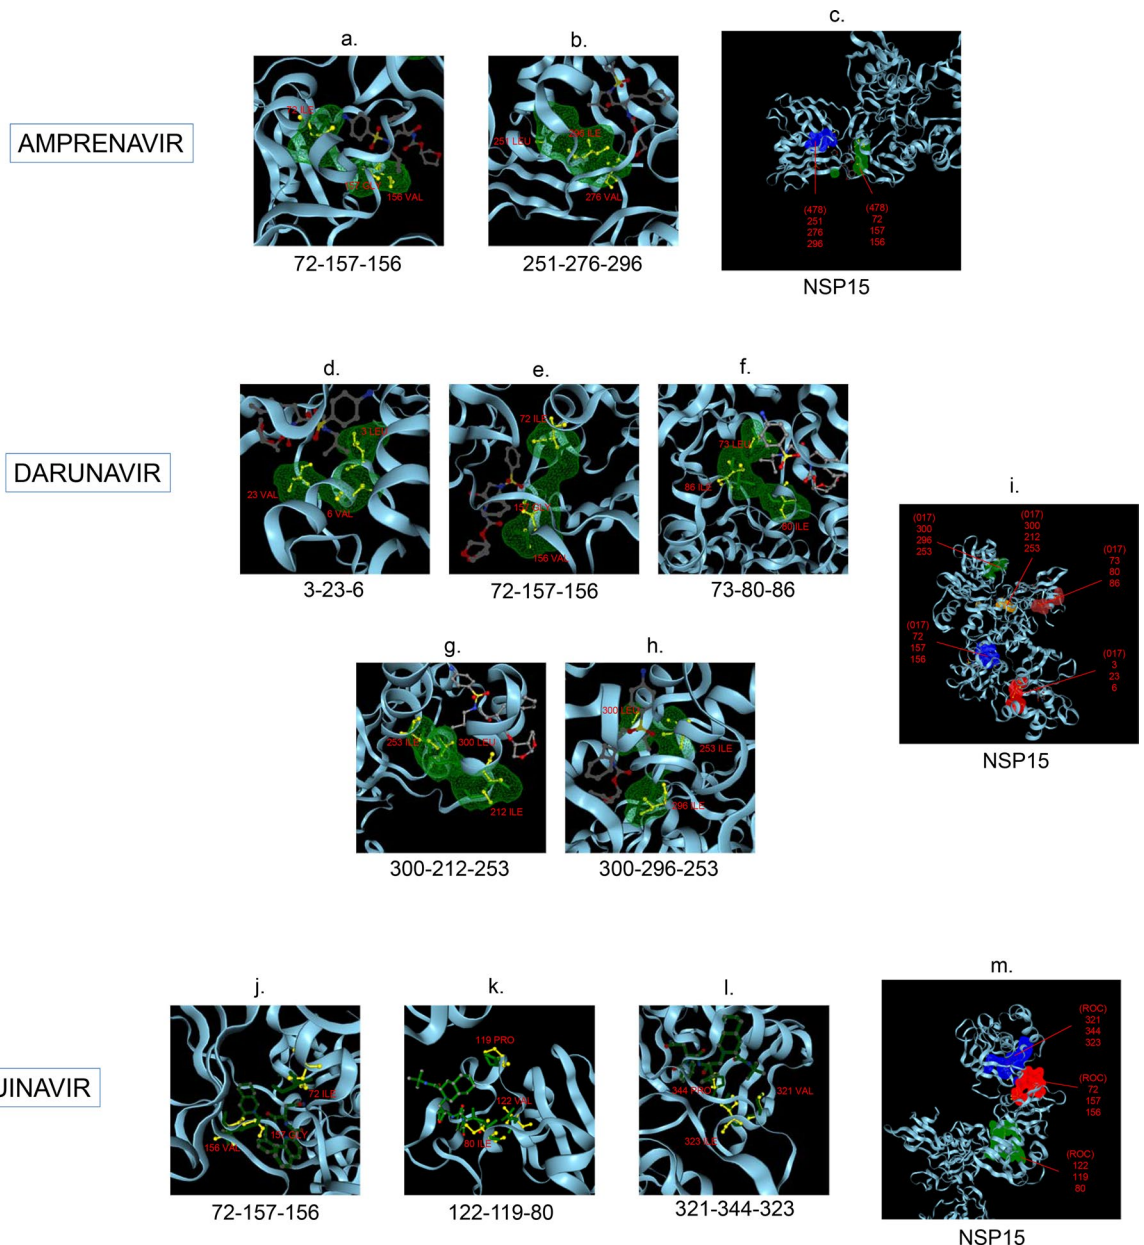 a.
b.
c.
AMPRENAVIR
72 ILE
157 GLY
156 VAL
251 LEU
296 ILE
276 VAL
(478)
251
276
296
(478)
72
157
156
72-157-156
251-276-296
NSP15
d.
e.
f.
DARUNAVIR
3 LEU
23 VAL
6 VAL
72 ILE
157 GLY
156 VAL
73 LEU
86 ILE
80 ILE
3-23-6
72-157-156
73-80-86
i.
(017)
300
296
253
(017)
300
212
253
(017)
73
80
86
(017)
72
157
156
(017)
3
23
6
NSP15
g.
h.
253 ILE
300 LEU
212 ILE
300 LEU
253 ILE
296 ILE
300-212-253
300-296-253
j.
k.
l.
m.
UINAVIR
72 ILE
157 GLY
156 VAL
119 PRO
122 VAL
80 ILE
344 PRO
321 VAL
323 ILE
(ROC)
321
344
323
(ROC)
72
157
156
(ROC)
122
119
80
72-157-156
122-119-80
321-344-323
NSP15